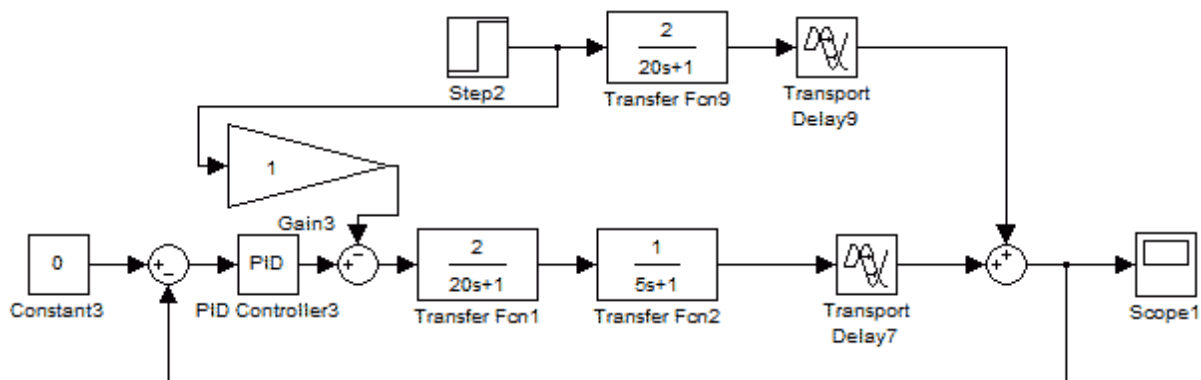 2
20s+1
Step2
Transfer Fcn9
Transport
Delay9
1
Gain3
0
PID
2
20s+1
1
5s+1
Constant3
PID Controller3
Transfer Fcn1
Transfer Fcn2
Transport
Delay7
Scope1